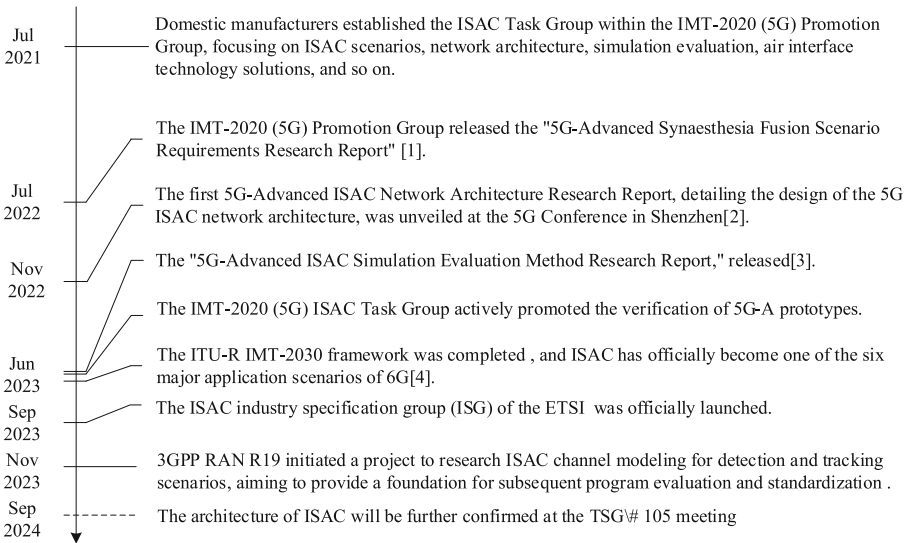 Jul
2021
Domestic manufacturers established the ISAC Task Group within the IMT-2020 (5G) Promotion
Group, focusing on ISAC scenarios, network architecture, simulation evaluation, air interface
technology solutions, and so on.
The IMT-2020 (5G) Promotion Group released the "5G-Advanced Synaesthesia Fusion Scenario
Requirements Research Report" [1].
Jul
2022
The first 5G-Advanced ISAC Network Architecture Research Report, detailing the design of the 5G
ISAC network architecture, was unveiled at the 5G Conference in Shenzhen[2].
Nov
2022
The "5G-Advanced ISAC Simulation Evaluation Method Research Report," released[3].
The IMT-2020 (5G) ISAC Task Group actively promoted the verification of 5G-A prototypes.
Jun
2023
The ITU-R IMT-2030 framework was completed , and ISAC has officially become one of the six
major application scenarios of 6G[4].
Sep
2023
The ISAC industry specification group (ISG) of the ETSI was officially launched.
Nov
2023
3GPP RAN R19 initiated a project to research ISAC channel modeling for detection and tracking
scenarios, aiming to provide a foundation for subsequent program evaluation and standardization .
Sep
2024
The architecture of ISAC will be further confirmed at the TSG\# 105 meeting